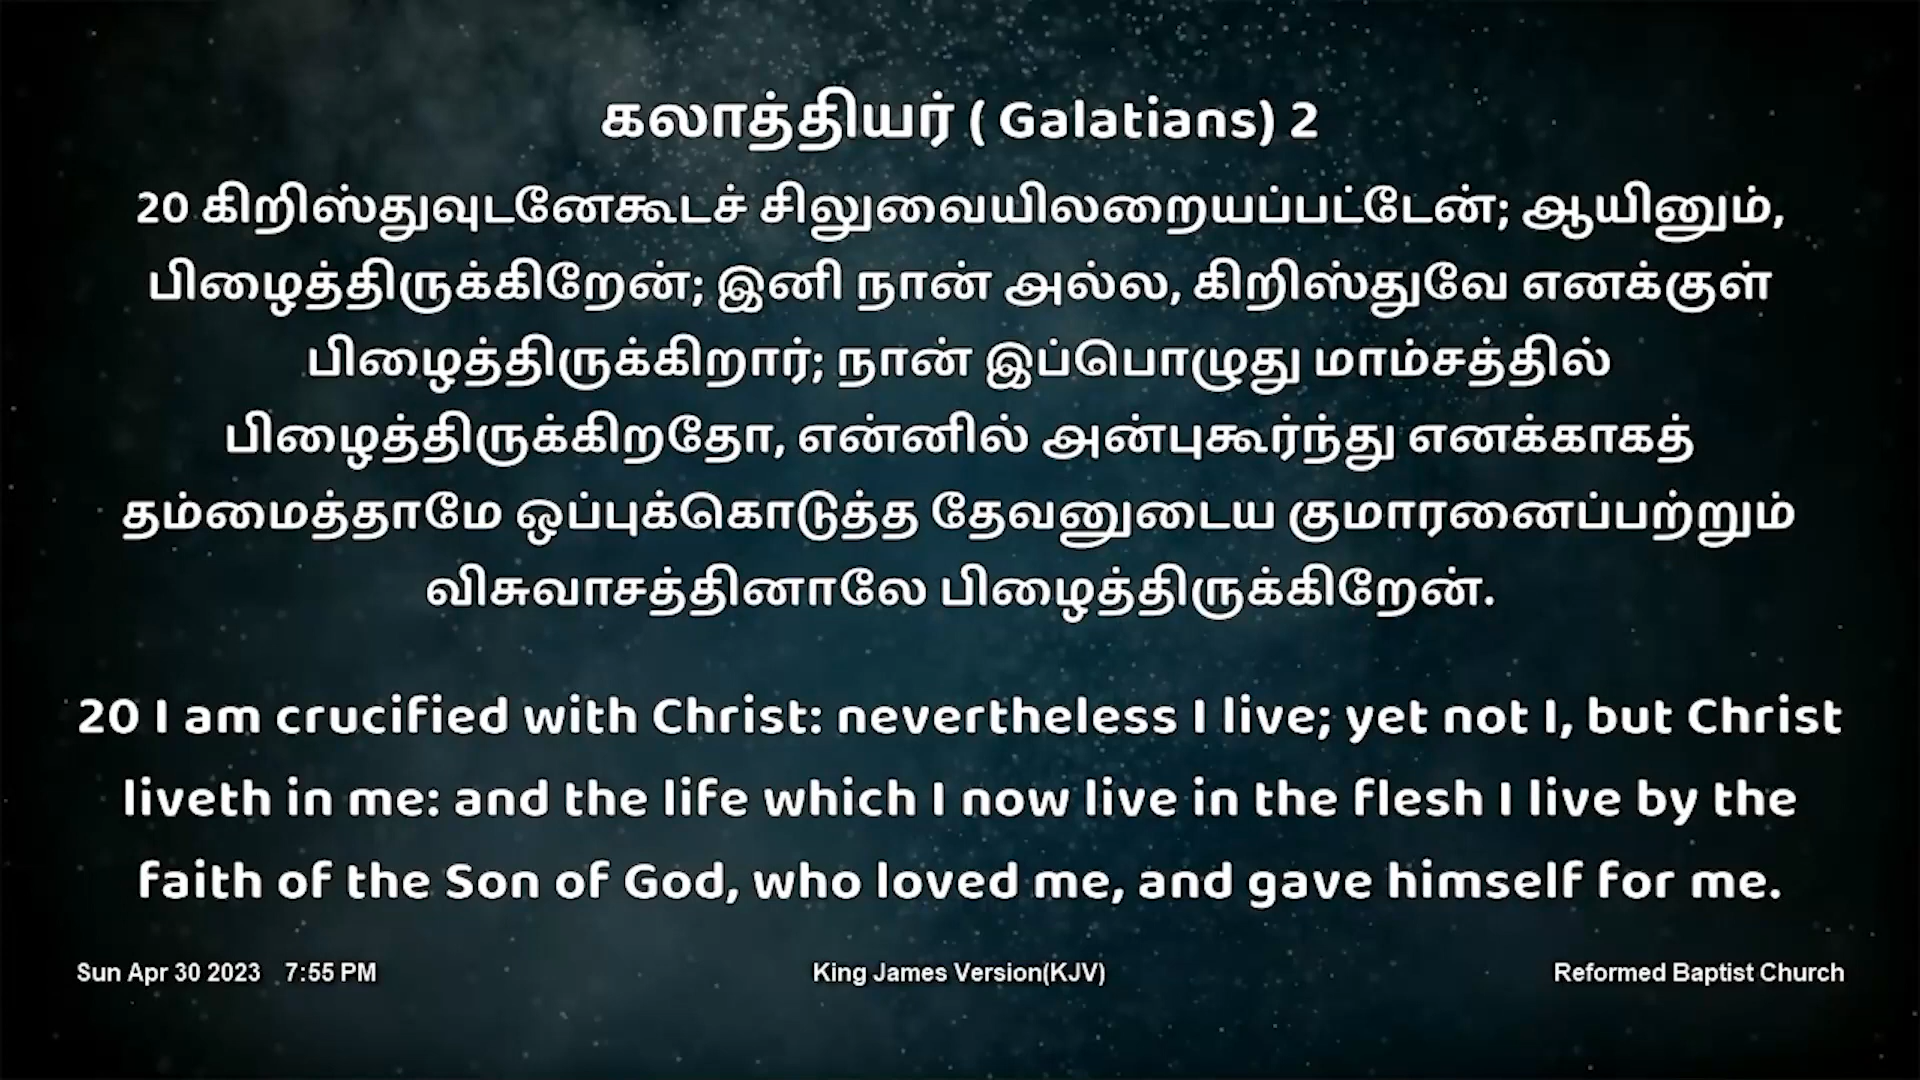 கலாத்தியர் ( Galatians) 2
20 கிறிஸ்துவுடனேகூடச் சிலுவையிலறையப்பட்டேன்; ஆயினும்,
பிழைத்திருக்கிறேன்; இனி நான் அல்ல, கிறிஸ்துவே எனக்குள்
பிழைத்திருக்கிறார்; நான் இப்பொழுது மாம்சத்தில்
பிழைத்திருக்கிறதோ, என்னில் அன்புகூர்ந்து எனக்காகத்
தம்மைத்தாமே ஒப்புக்கொடுத்த தேவனுடைய குமாரனைப்பற்றும்
விசுவாசத்தினாலே பிழைத்திருக்கிறேன்.
20 I am crucified with Christ: nevertheless I live; yet not I, but Christ
liveth in me: and the life which I now live in the flesh I live by the
faith of the Son of God, who loved me, and gave himself for me.
Sun Apr 30 2023 7:55 PM King James Version(KJV) Reformed Baptist Church